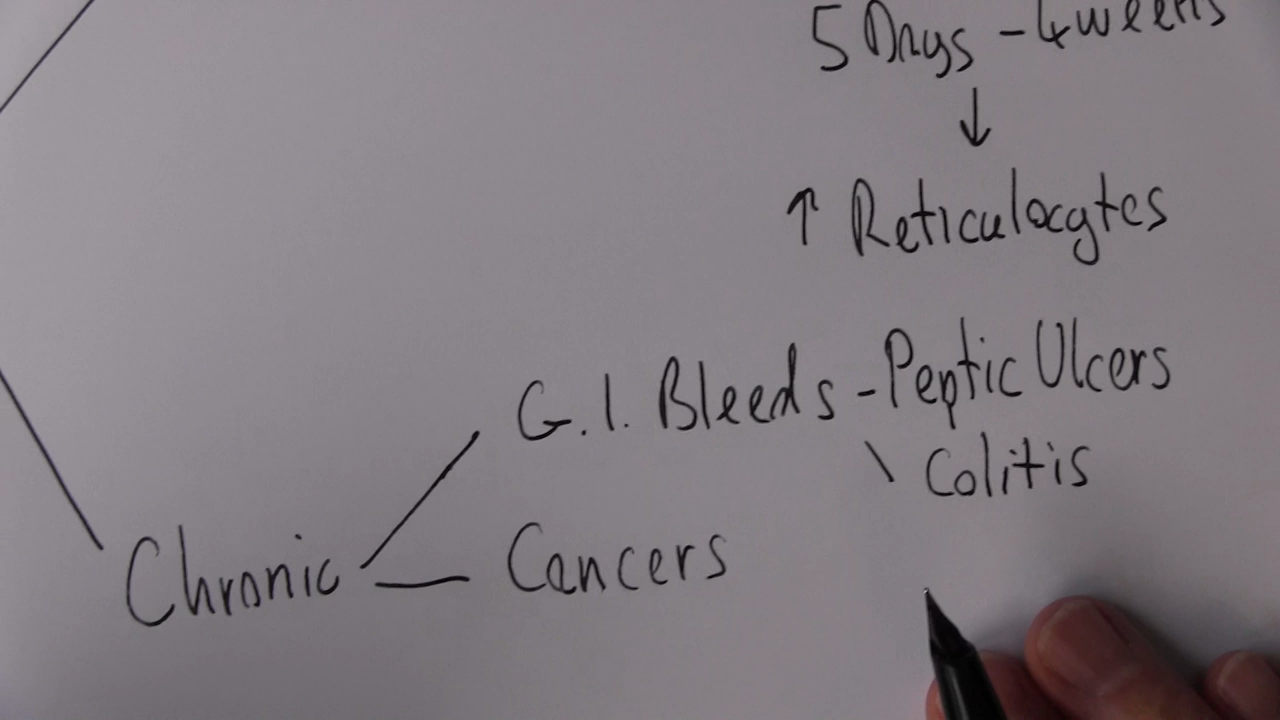 5 Days - 4 weeks
↓
↑ Reticulocytes
G.I. Bleeds - Peptic Ulcers
\ Colitis
Chronic
Cancers